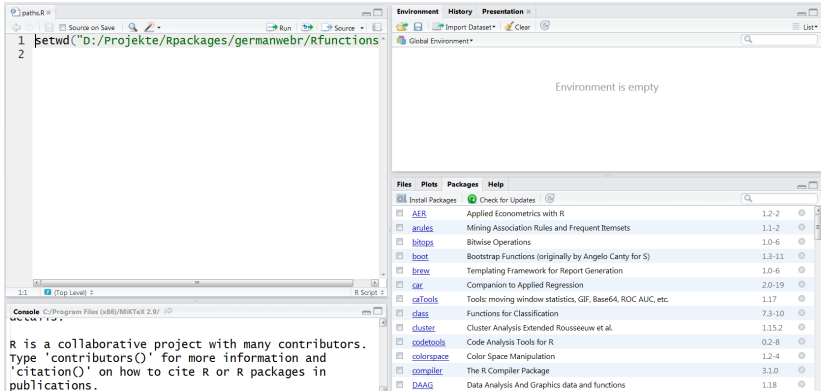 paths.R
Source on Save
Run
Source
1 setwd("D:/Projekte/Rpackages/germanwebr/Rfunctions
2
1:1 (Top Level) R Script
Console C:/Program Files (x86)/MiKTeX 2.9/
R is a collaborative project with many contributors.
Type 'contributors()' for more information and
'citation()' on how to cite R or R packages in
publications.
Environment History Presentation
Import Dataset Clear List
Global Environment
Environment is empty
Files Plots Packages Help
Install Packages Check for Updates
AER Applied Econometrics with R 1.2-2
arules Mining Association Rules and Frequent Itemsets 1.1-2
bitops Bitwise Operations 1.0-6
boot Bootstrap Functions (originally by Angelo Canty for S) 1.3-11
brew Templating Framework for Report Generation 1.0-6
car Companion to Applied Regression 2.0-19
caTools Tools: moving window statistics, GIF, Base64, ROC AUC, etc. 1.17
class Functions for Classification 7.3-10
cluster Cluster Analysis Extended Rousseeuw et al. 1.15.2
codetools Code Analysis Tools for R 0.2-8
colorspace Color Space Manipulation 1.2-4
compiler The R Compiler Package 3.1.0
DAAG Data Analysis And Graphics data and functions 1.18